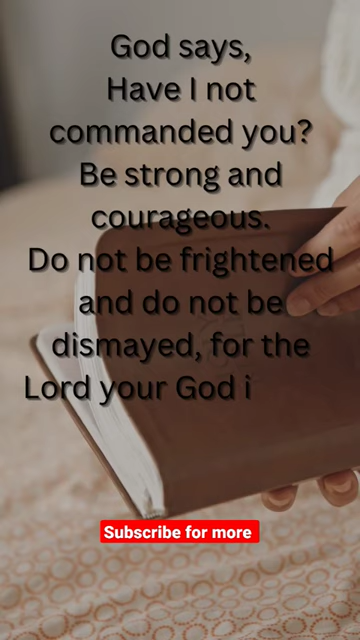 God says,
Have I not
commanded you?
Be strong and
courageous.
Do not be frightened
and do not be
dismayed, for the
Lord your God i
Subscribe for more